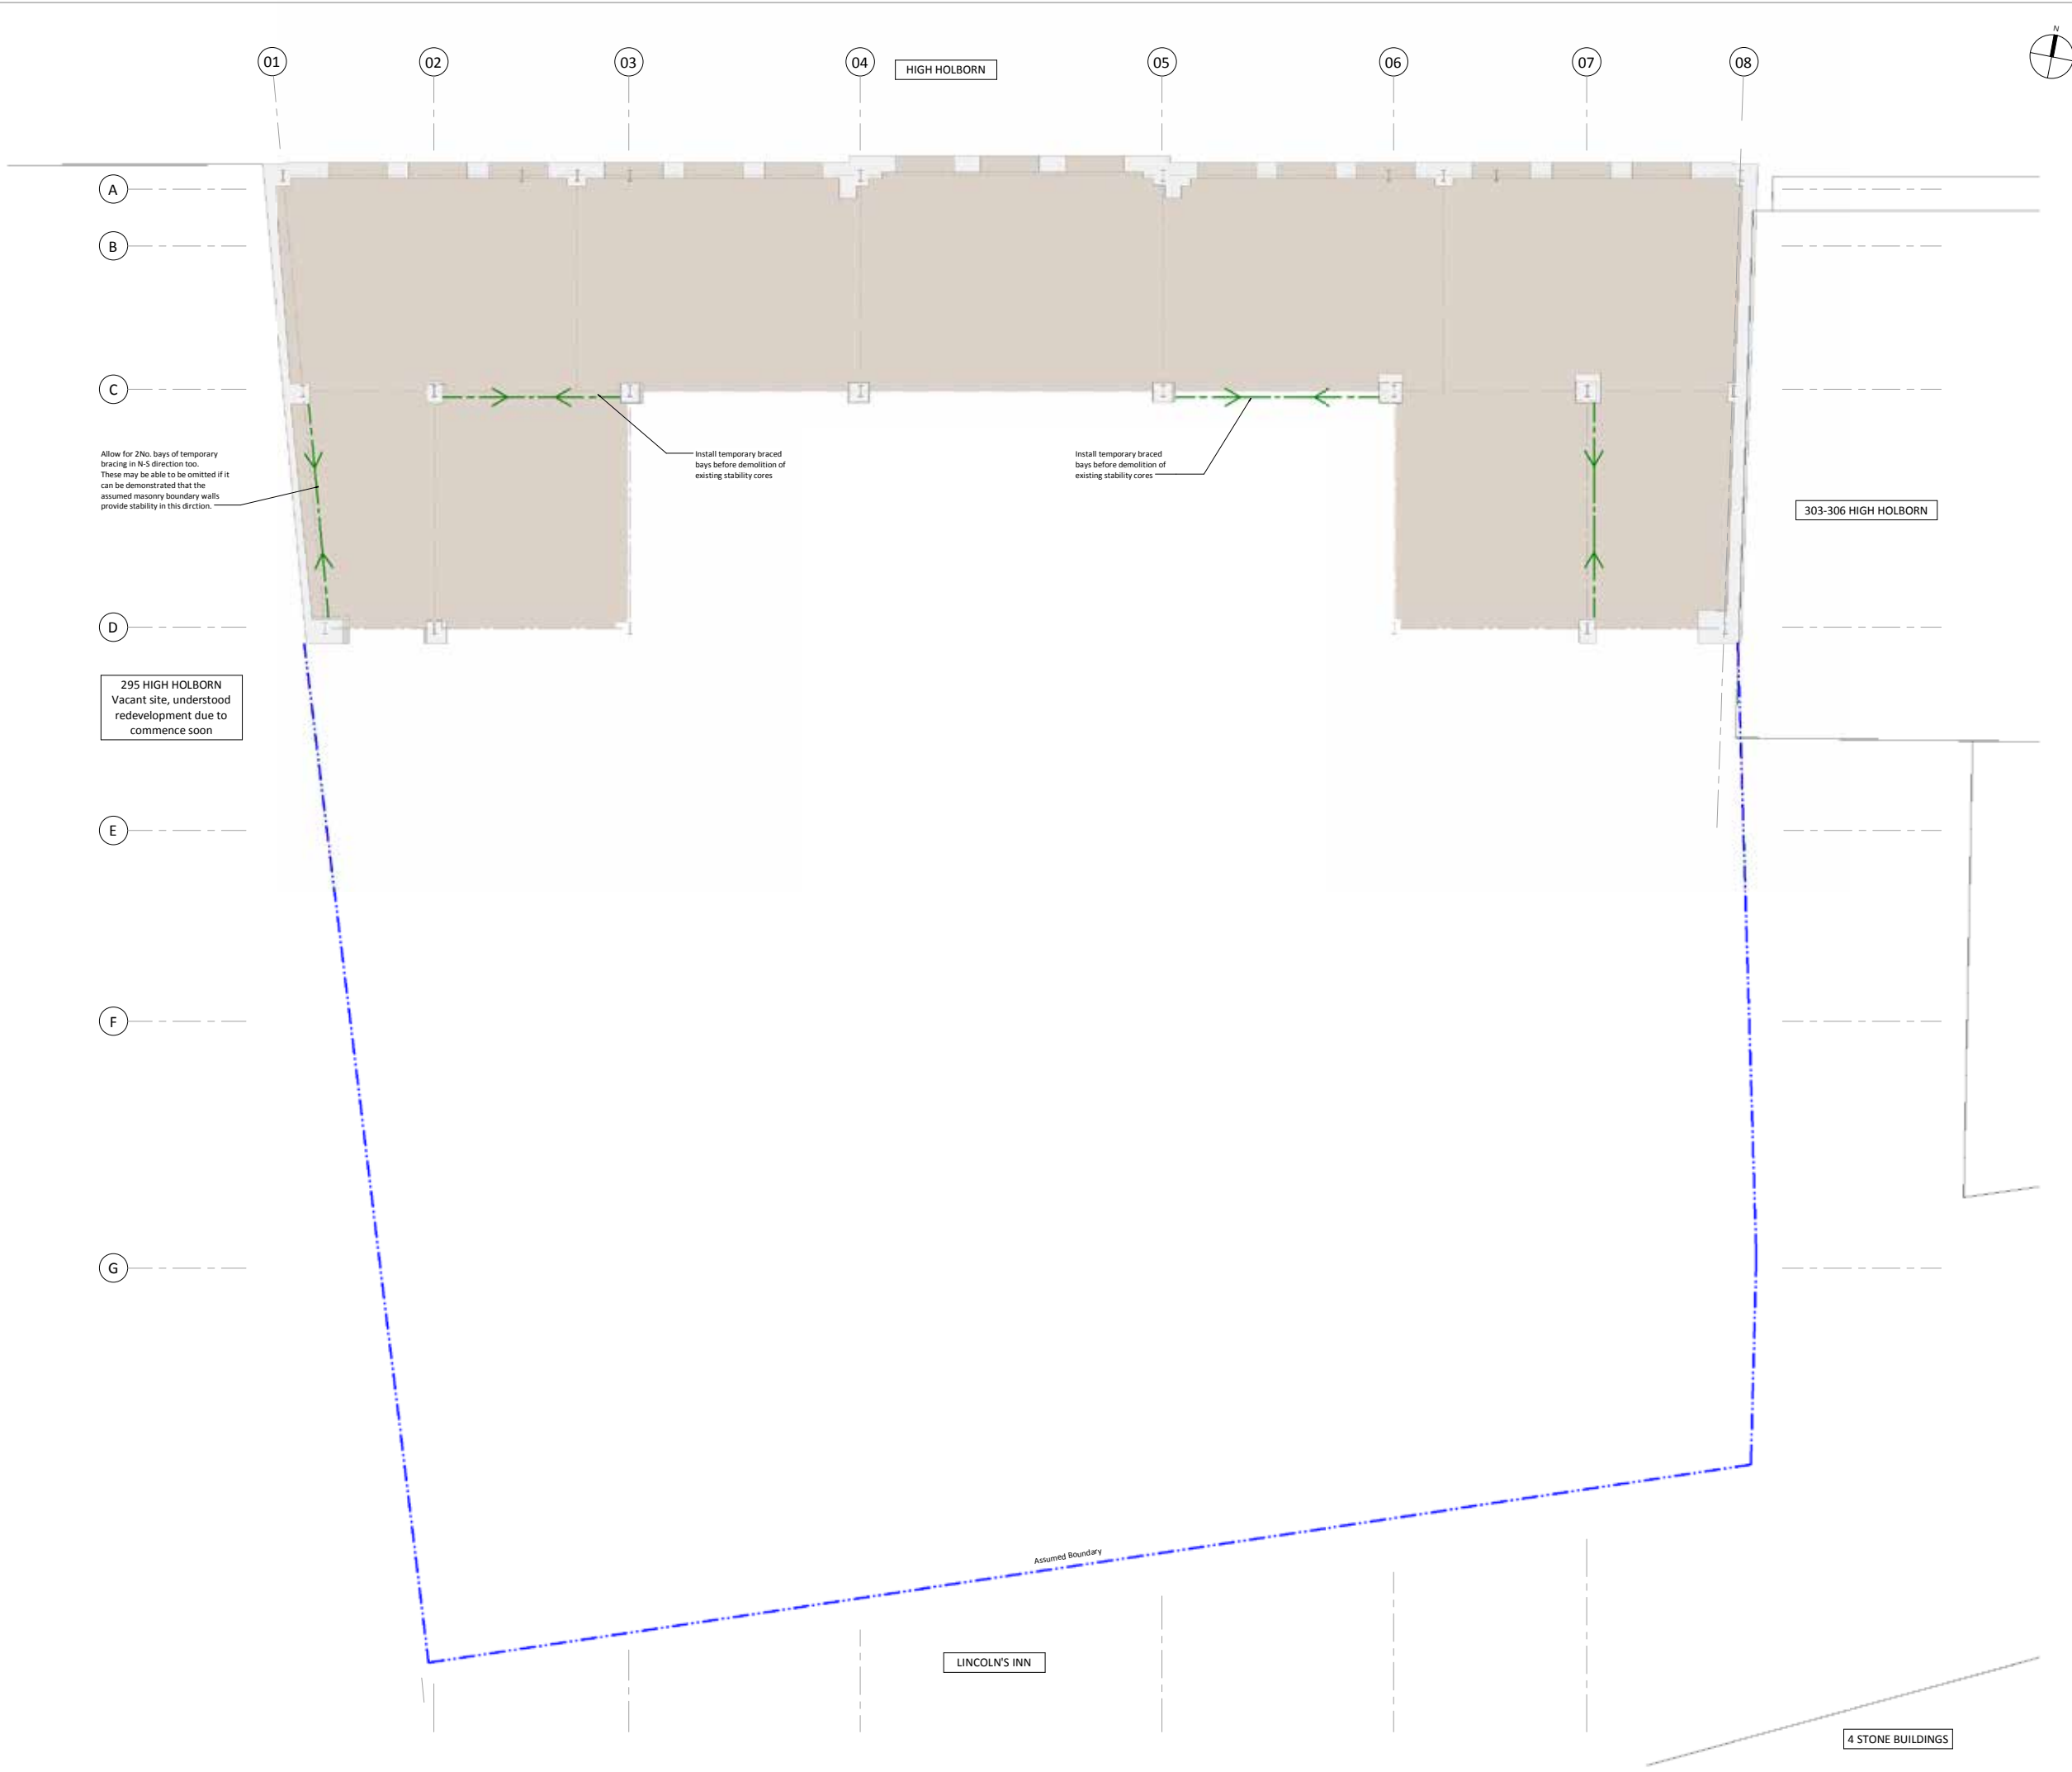 N
01
02
03
04
05
06
07
08
HIGH HOLBORN
A
B
C
D
E
F
G
Allow for 2No. bays of temporary
bracing in N-S direction too.
These may be able to be omitted if it
can be demonstrated that the
assumed masonry boundary walls
provide stability in this dirction.
Install temporary braced
bays before demolition of
existing stability cores
Install temporary braced
bays before demolition of
existing stability cores
303-306 HIGH HOLBORN
295 HIGH HOLBORN
Vacant site, understood
redevelopment due to
commence soon
Assumed Boundary
LINCOLN'S INN
4 STONE BUILDINGS